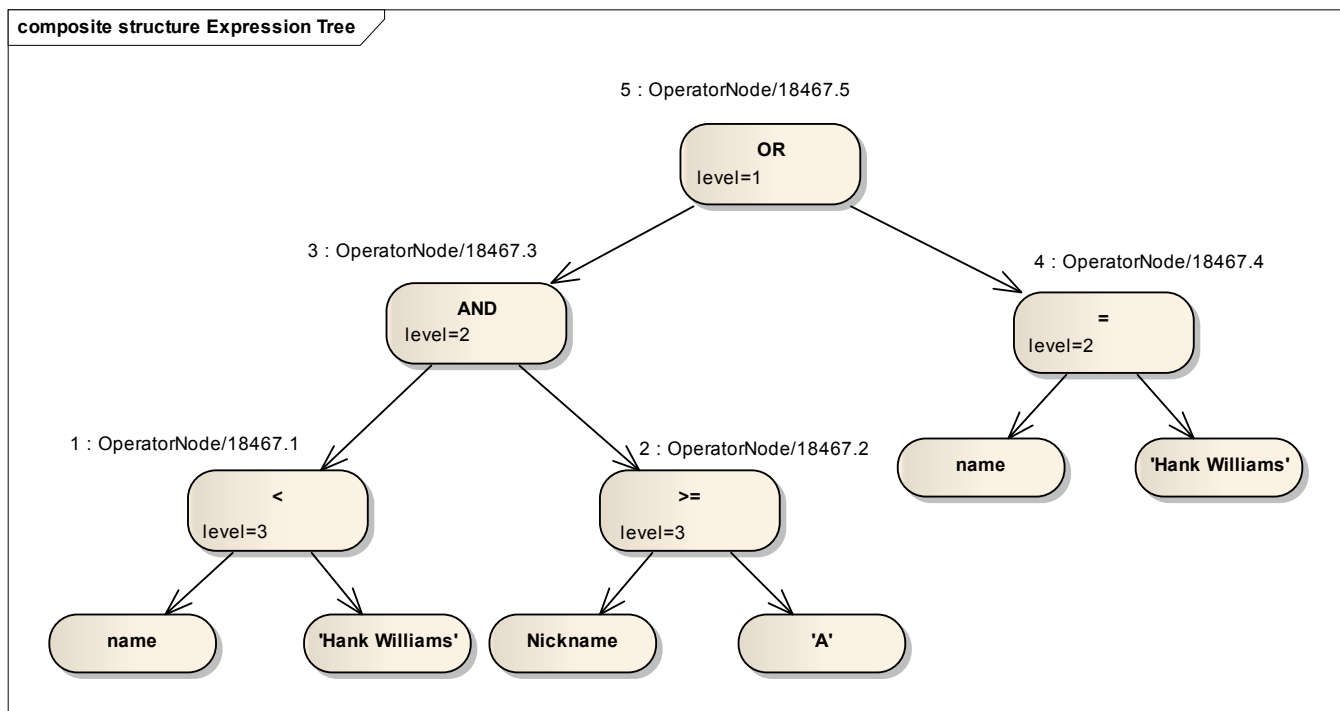 composite structure Expression Tree
5 : OperatorNode/18467.5
OR
level=1
3 : OperatorNode/18467.3
4 : OperatorNode/18467.4
AND
level=2
=
level=2
1 : OperatorNode/18467.1
2 : OperatorNode/18467.2
name
'Hank Williams'
<
level=3
>=
level=3
name
'Hank Williams'
Nickname
'A'